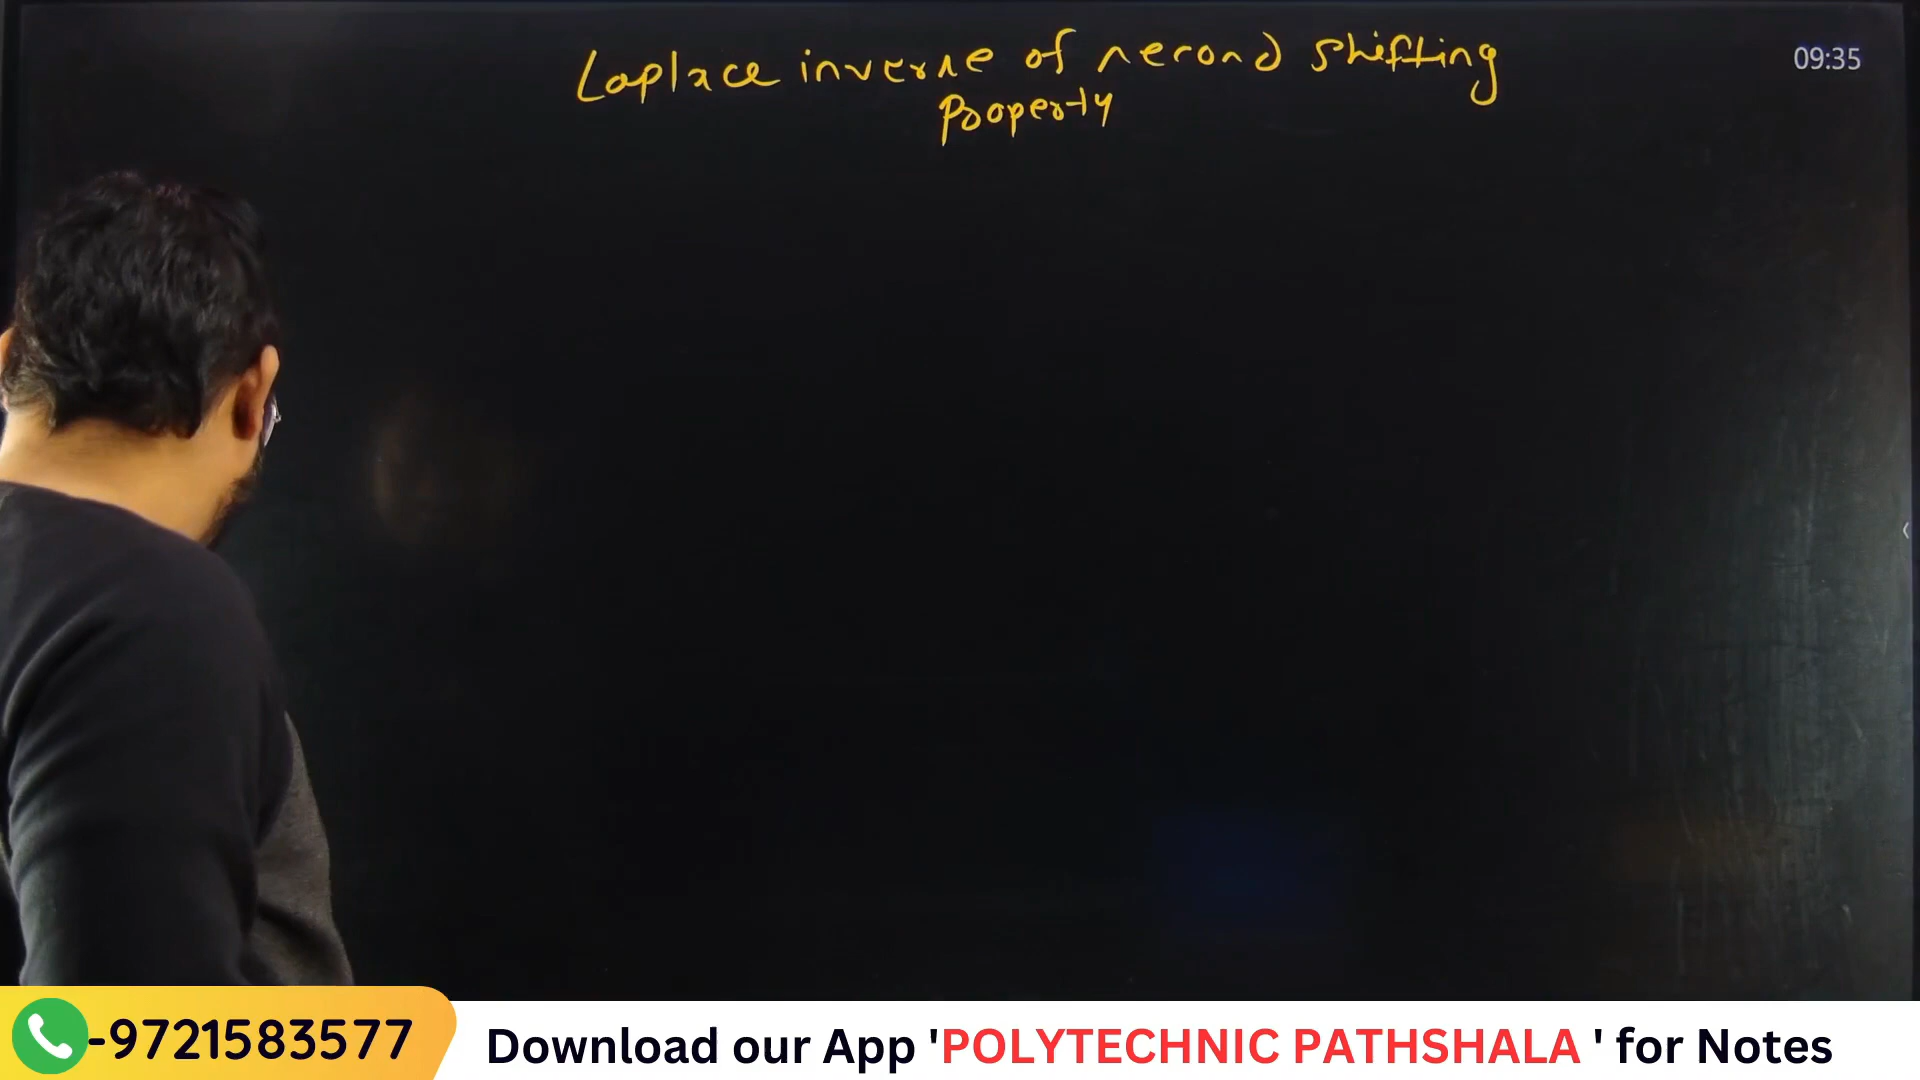 Laplace inverse of second shifting
Property
09:35
-9721583577
Download our App 'POLYTECHNIC PATHSHALA ' for Notes